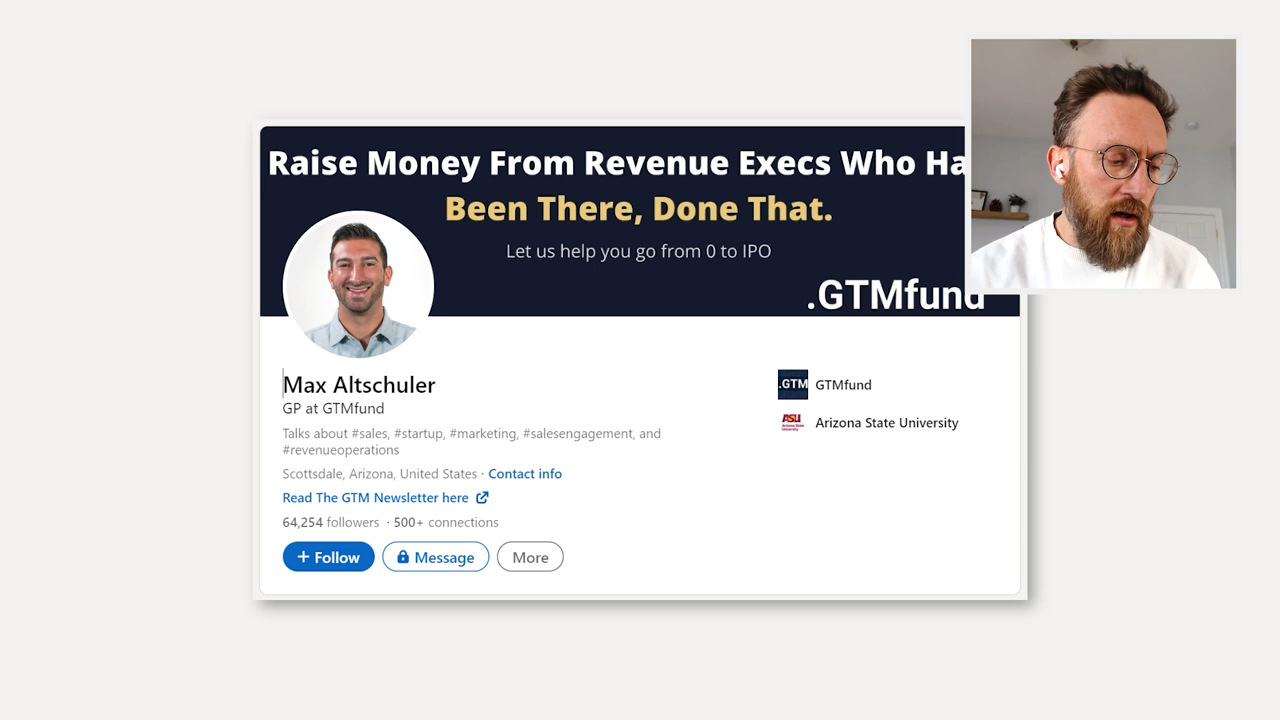 Raise Money From Revenue Execs Who Ha
Been There, Done That.
Let us help you go from 0 to IPO
.GTMfund
Max Altschuler
GP at GTMfund
Talks about #sales, #startup, #marketing, #salesengagement, and
#revenueoperations
Scottsdale, Arizona, United States · Contact info
Read The GTM Newsletter here
64,254 followers · 500+ connections
+ Follow
Message
More
.GTM
GTMfund
ASU
Arizona State University
Arizona State University